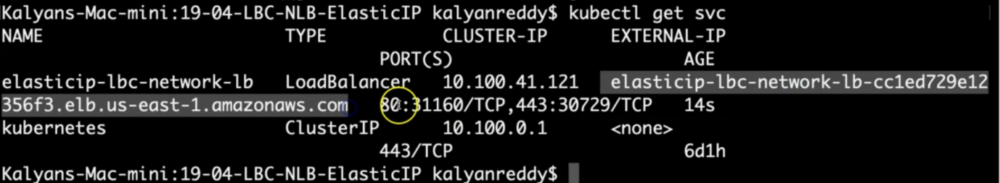 Kalyans-Mac-mini:19-04-LBC-NLB-ElasticIP kalyanreddy$ kubectl get svc
NAME TYPE CLUSTER-IP EXTERNAL-IP
PORT(S) AGE
elasticip-lbc-network-lb LoadBalancer 10.100.41.121 elasticip-lbc-network-lb-cc1ed729e12
356f3.elb.us-east-1.amazonaws.com 80:31160/TCP,443:30729/TCP 14s
kubernetes ClusterIP 10.100.0.1 <none>
443/TCP 6d1h
Kalyans-Mac-mini:19-04-LBC-NLB-ElasticIP kalyanreddy$